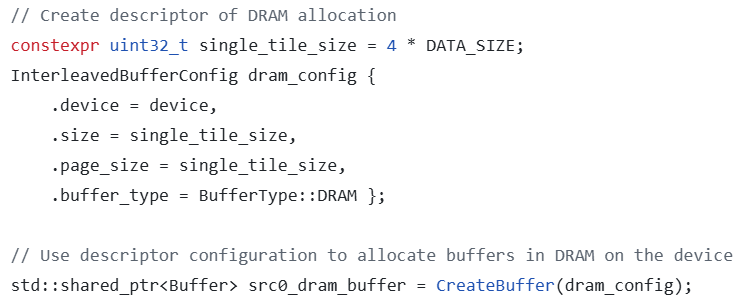 // Create descriptor of DRAM allocation
constexpr uint32_t single_tile_size = 4 * DATA_SIZE;
InterleavedBufferConfig dram_config {
    .device = device,
    .size = single_tile_size,
    .page_size = single_tile_size,
    .buffer_type = BufferType::DRAM };

// Use descriptor configuration to allocate buffers in DRAM on the device
std::shared_ptr<Buffer> src0_dram_buffer = CreateBuffer(dram_config);